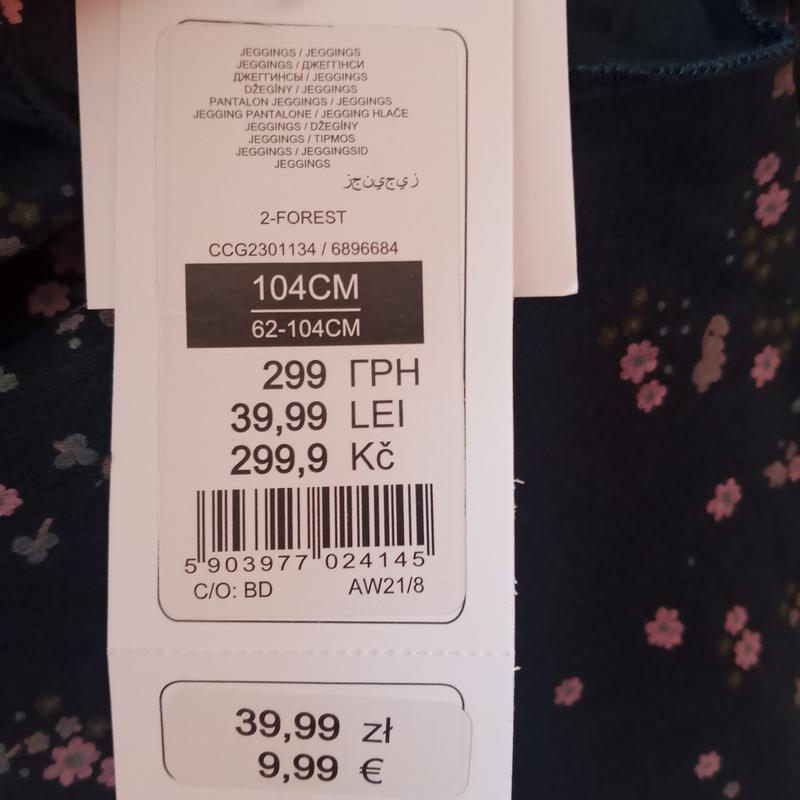 JEGGINGS / JEGGINGS
JEGGINGS / ДЖЕГГІНСИ
ДЖЕГГИНСЫ / JEGGINGS
DŽEGÍNY / JEGGINGS
PANTALON JEGGINGS / JEGGINGS
JEGGING PANTALONE / JEGGING HLAČE
JEGGINGS / DŽEGÍNY
JEGGINGS / TIPMOS
JEGGINGS / JEGGINGSID
JEGGINGS
زيجينجز
2-FOREST
CCG2301134 / 6896684
104CM
62-104CM
299 ГРН
39,99 LEI
299,9 Kč
5 903977 024145
C/O: BD AW21/8
39,99 zł
9,99 €